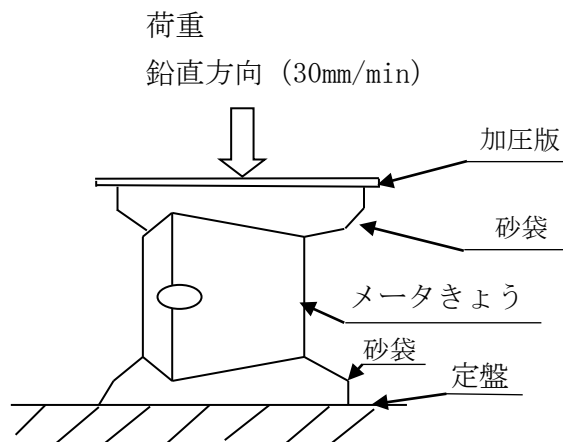 荷重
鉛直方向 (30mm/min)
加圧版
砂袋
メータきょう
砂袋
定盤